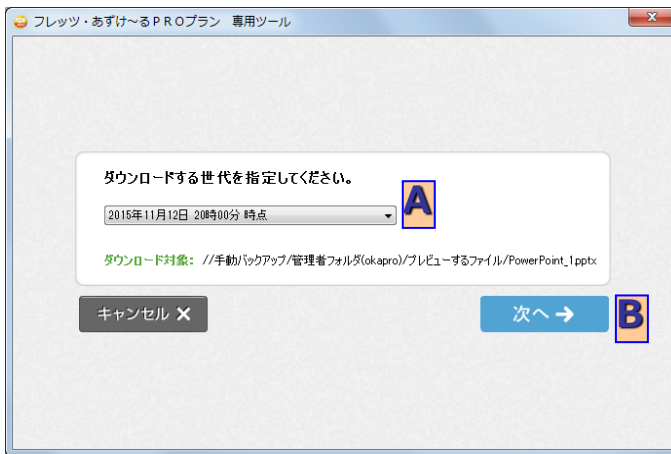 フレッツ・あずけ～るＰＲＯプラン 専用ツール
x
ダウンロードする世代を指定してください。
2015年11月12日 20時00分 時点
A
ダウンロード対象： //手動バックアップ/管理者フォルダ(okapro)/プレビューするファイル/PowerPoint_1.pptx
キャンセル ✕
次へ →
B